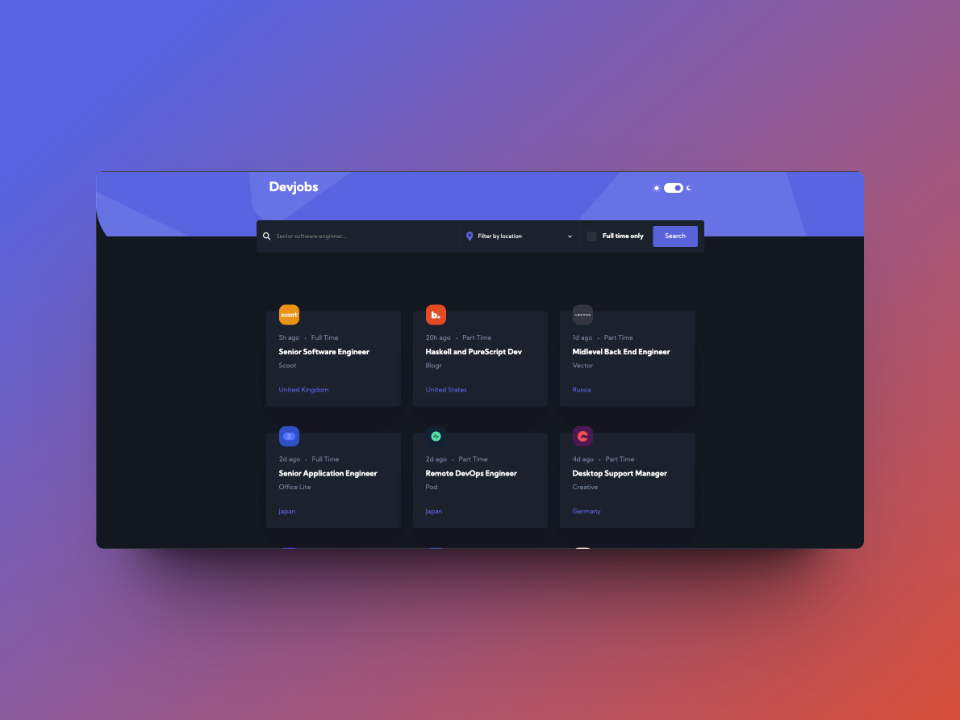 Devjobs
Senior software enginner...
Filter by location
Full time only
Search
scoot
5h ago • Full Time
Senior Software Engineer
Scoot
United Kingdom
b.
20h ago • Part Time
Haskell and PureScript Dev
Blogr
United States
1d ago • Part Time
Midlevel Back End Engineer
Vector
Russia
2d ago • Full Time
Senior Application Engineer
Office Lite
Japan
2d ago • Part Time
Remote DevOps Engineer
Pod
Japan
4d ago • Part Time
Desktop Support Manager
Creative
Germany